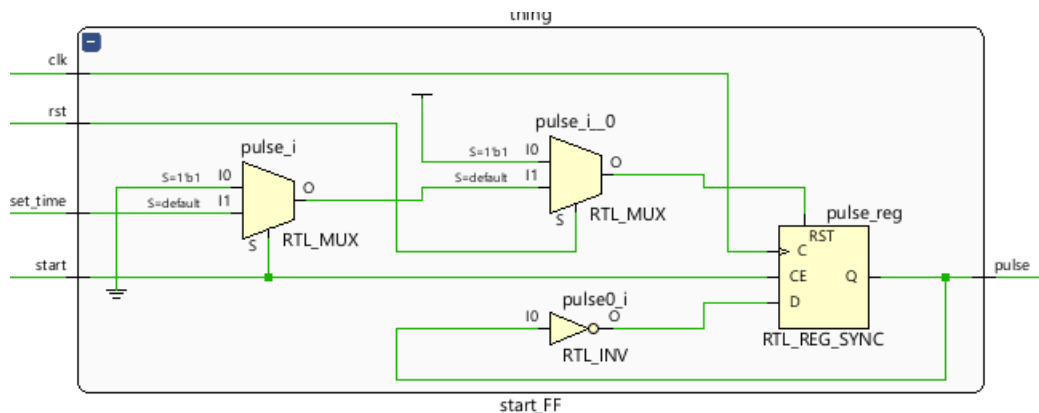 thing
clk
rst
pulse_i__0
pulse_i
S=1'b1 I0
O
S=1'b1 I0
O
S=default I1
set_time
S=default I1
S
RTL_MUX
pulse_reg
S
RTL_MUX
RST
C
start
CE Q
pulse
pulse0_i
D
I0 O
RTL_INV
RTL_REG_SYNC
start_FF